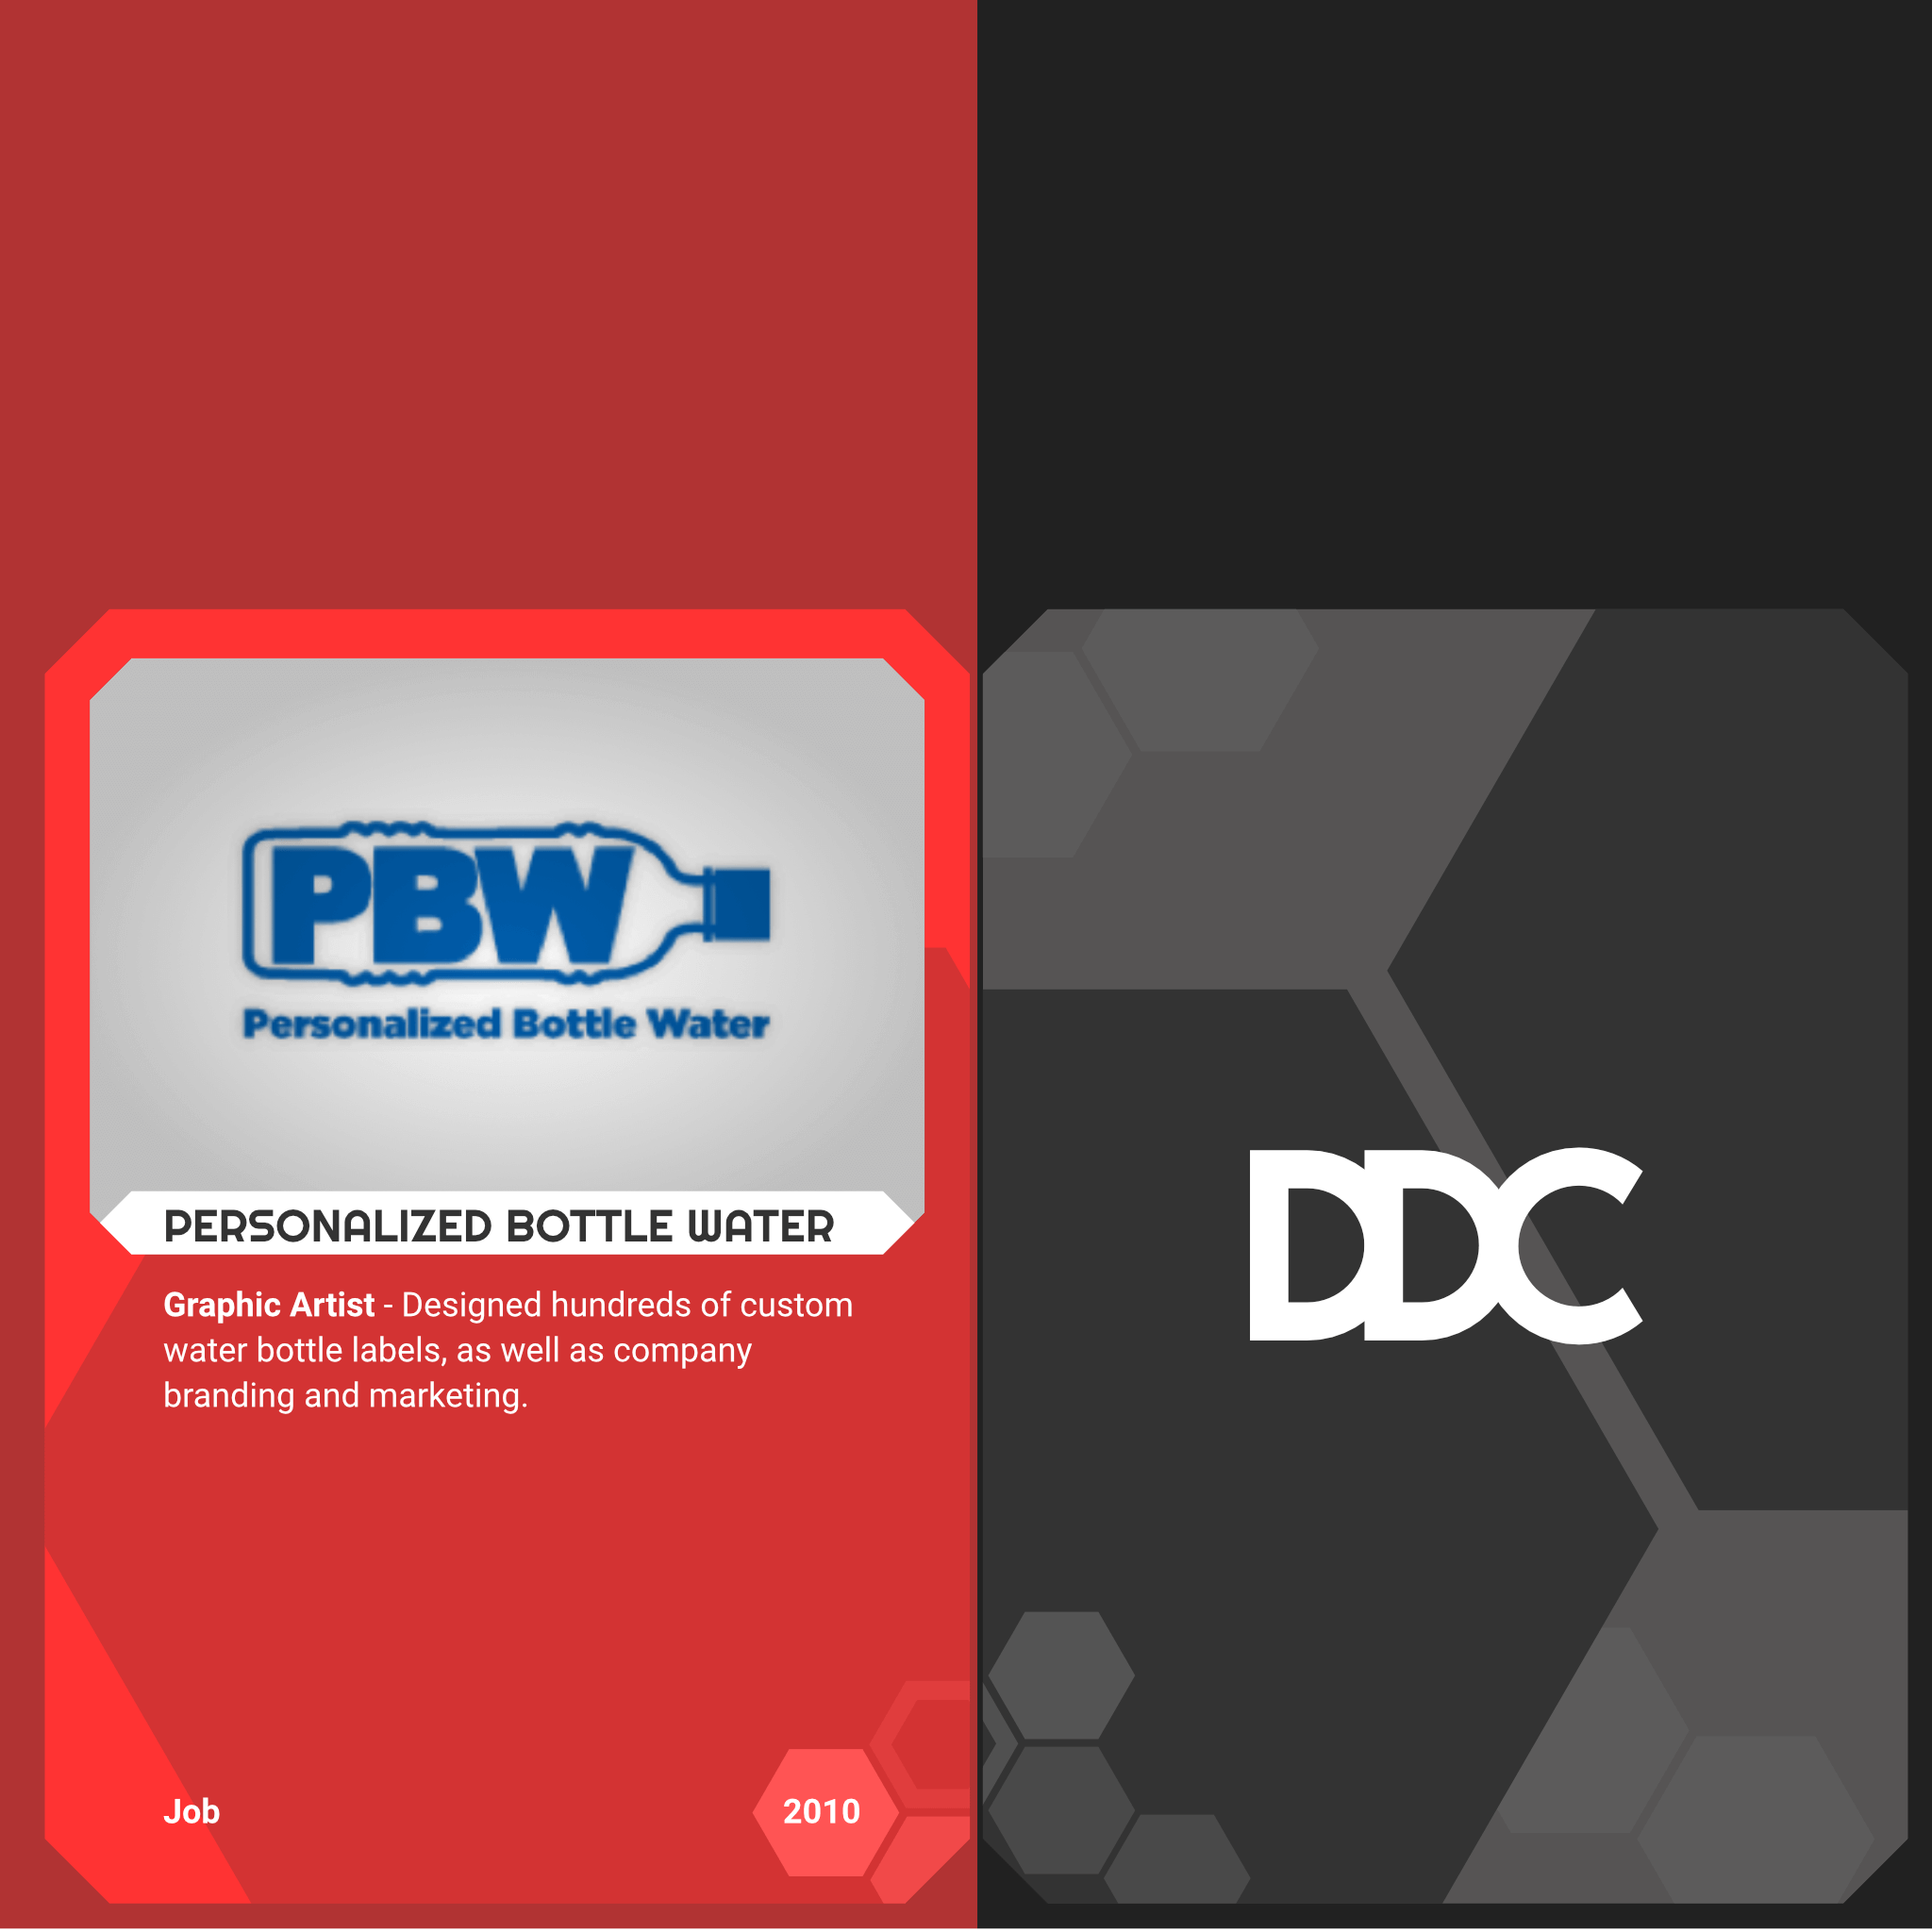 PBW
Personalized Bottle Water
PERSONALIZED BOTTLE WATER
Graphic Artist - Designed hundreds of custom
water bottle labels, as well as company
branding and marketing.
Job
2010
DDC